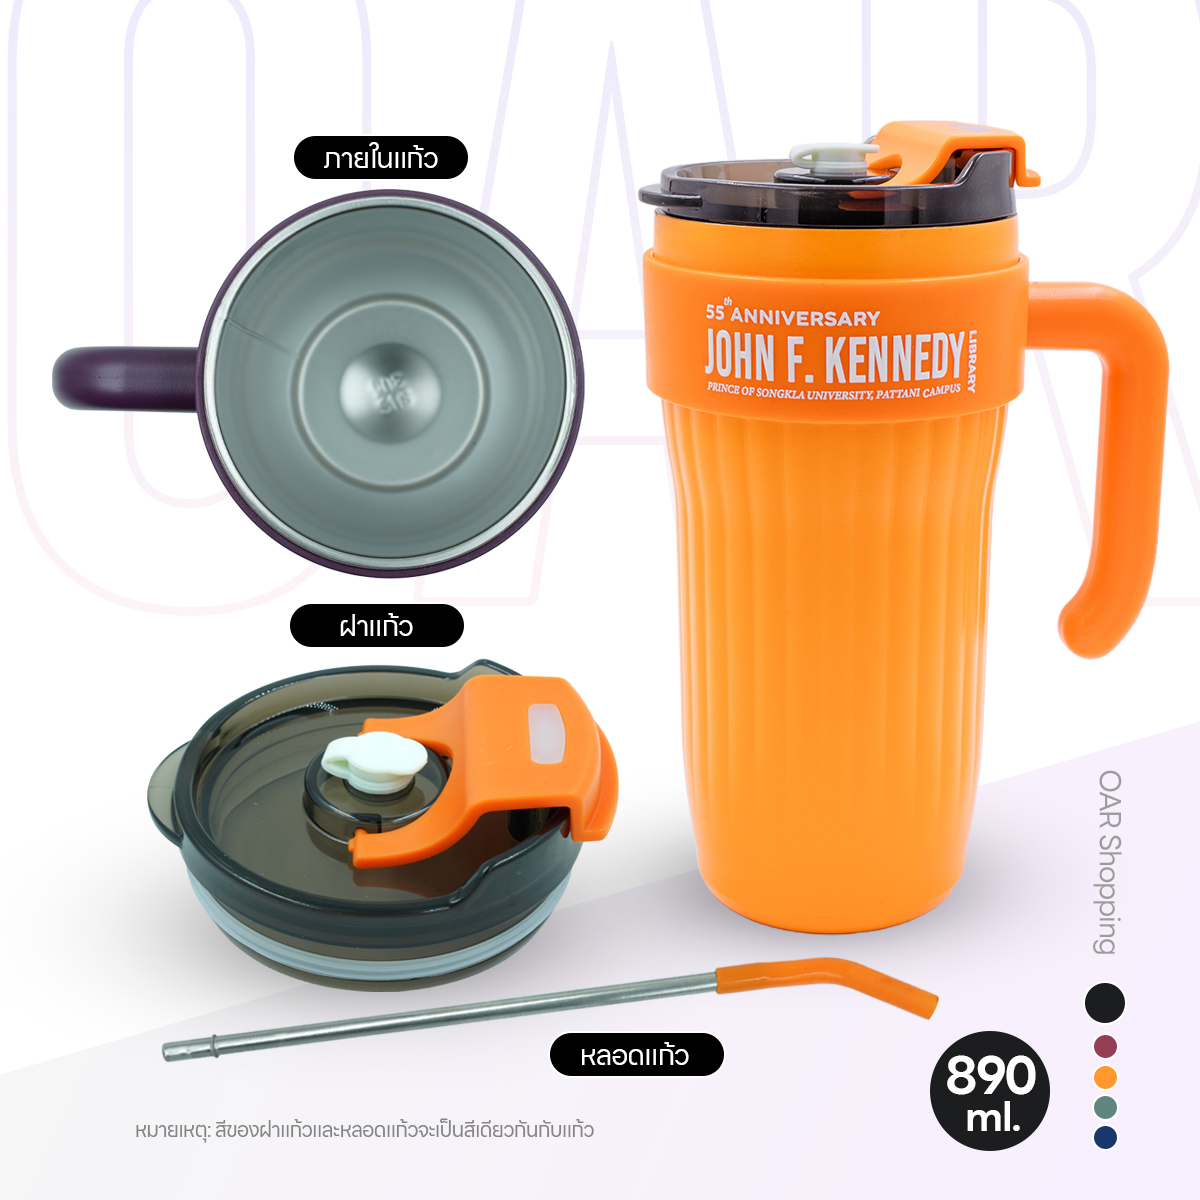 OAR
ภายในแก้ว
55th ANNIVERSARY
JOHN F. KENNEDY
LIBRARY
PRINCE OF SONGKLA UNIVERSITY, PATTANI CAMPUS
ฝาแก้ว
OAR Shopping
หลอดแก้ว
890
ml.
หมายเหตุ: สีของฝาแก้วและหลอดแก้วจะเป็นสีเดียวกันกับแก้ว